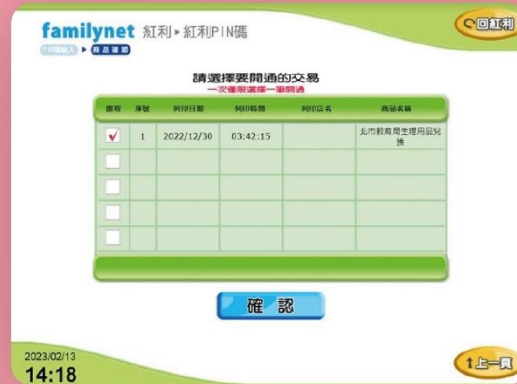 familynet 紅利▸紅利PIN碼
回紅利
PIN碼輸入 ▶ 商品確認
請選擇要開通的交易
一次僅限選擇一筆開通
選取 序號 列印日期 列印時間 列印店名 商品名稱
1 2022/12/30 03:42:15 北市教育局生理用品兌
換
確認
2023/02/13
14:18
上一頁